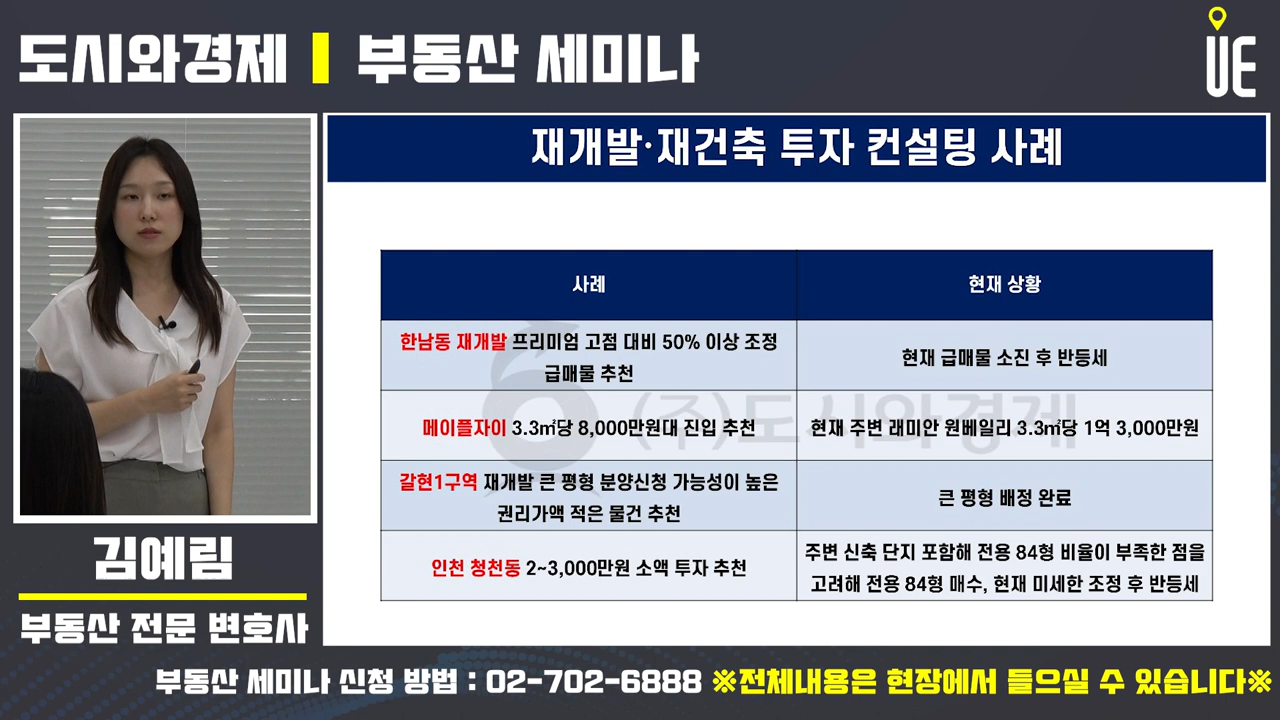 도시와경제 부동산 세미나
UE
재개발·재건축 투자 컨설팅 사례
사례 현재 상황
한남동 재개발 프리미엄 고점 대비 50% 이상 조정
급매물 추천
현재 급매물 소진 후 반등세
메이플자이 3.3㎡당 8,000만원대 진입 추천
현재 주변 래미안 원베일리 3.3㎡당 1억 3,000만원
갈현1구역 재개발 큰 평형 분양신청 가능성이 높은
권리가액 적은 물건 추천
큰 평형 배정 완료
인천 청천동 2~3,000만원 소액 투자 추천
주변 신축 단지 포함해 전용 84형 비율이 부족한 점을
고려해 전용 84형 매수, 현재 미세한 조정 후 반등세
(주)도시와경제
김예림
부동산 전문 변호사
부동산 세미나 신청 방법 : 02-702-6888 ※전체내용은 현장에서 들으실 수 있습니다※